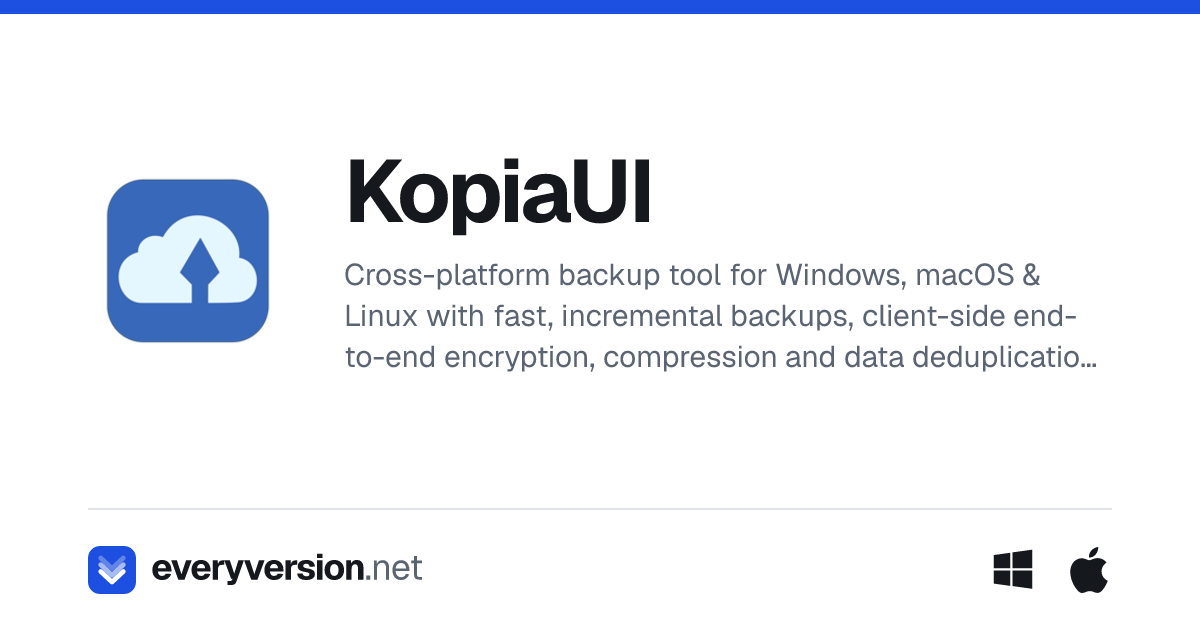 KopiaUI
Cross-platform backup tool for Windows, macOS &
Linux with fast, incremental backups, client-side end-
to-end encryption, compression and data deduplicatio...
everyversion.net